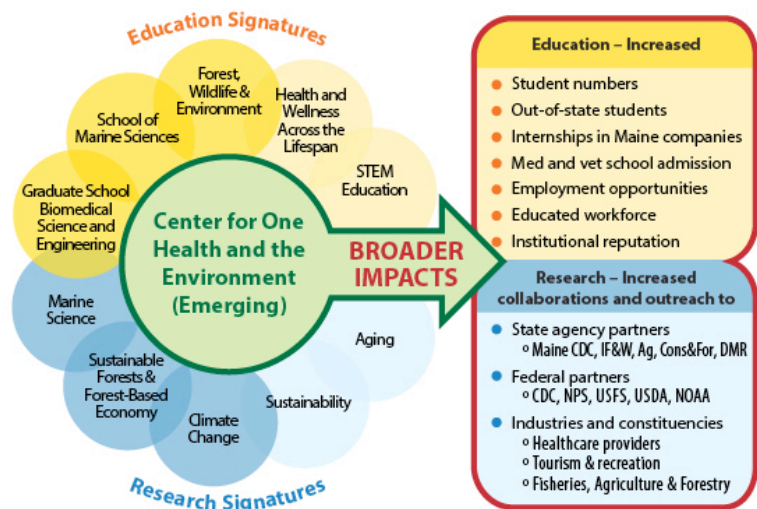 Education Signatures
Forest,
Wildlife &
Environment
Health and
Wellness
Across the
Lifespan
School of
Marine Sciences
STEM
Education
Graduate School
Biomedical
Science and
Engineering
Center for One
Health and the
Environment
(Emerging)
BROADER
IMPACTS
Marine
Science
Aging
Sustainable
Forests &
Forest-Based
Economy
Sustainability
Climate
Change
Research Signatures
Education – Increased
Student numbers
Out-of-state students
Internships in Maine companies
Med and vet school admission
Employment opportunities
Educated workforce
Institutional reputation
Research – Increased
collaborations and outreach to
State agency partners
Maine CDC, IF&W, Ag, Cons&For, DMR
Federal partners
CDC, NPS, USFS, USDA, NOAA
Industries and constituencies
Healthcare providers
Tourism & recreation
Fisheries, Agriculture & Forestry